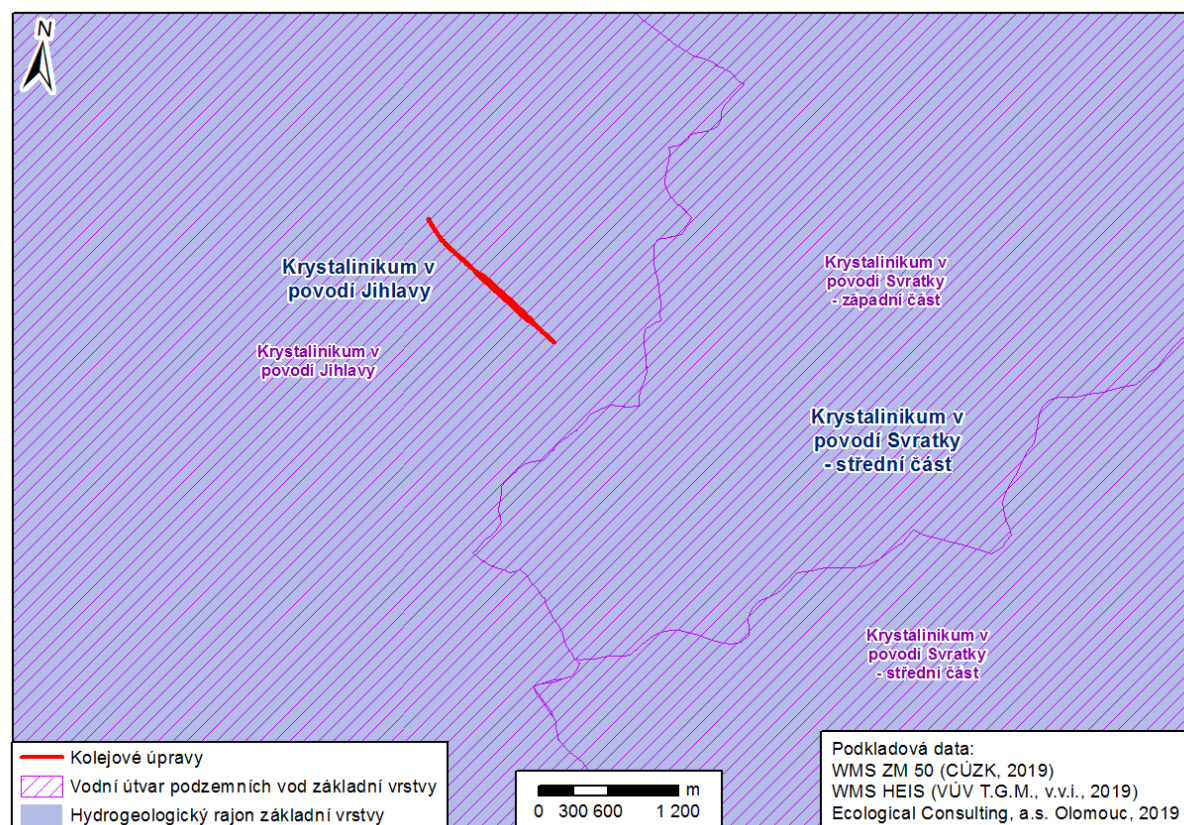 N
Krystalinikum v
povodí Jihlavy
Krystalinikum v
povodí Jihlavy
Krystalinikum v
povodí Svratky
- západní část
Krystalinikum v
povodí Svratky
- střední část
Krystalinikum v
povodí Svratky
- střední část
Kolejové úpravy
Vodní útvar podzemních vod základní vrstvy
Hydrogeologický rajon základní vrstvy
m
0 300 600 1 200
Podkladová data:
WMS ZM 50 (CÚZK, 2019)
WMS HEIS (VÚV T.G.M., v.v.i., 2019)
Ecological Consulting, a.s. Olomouc, 2019